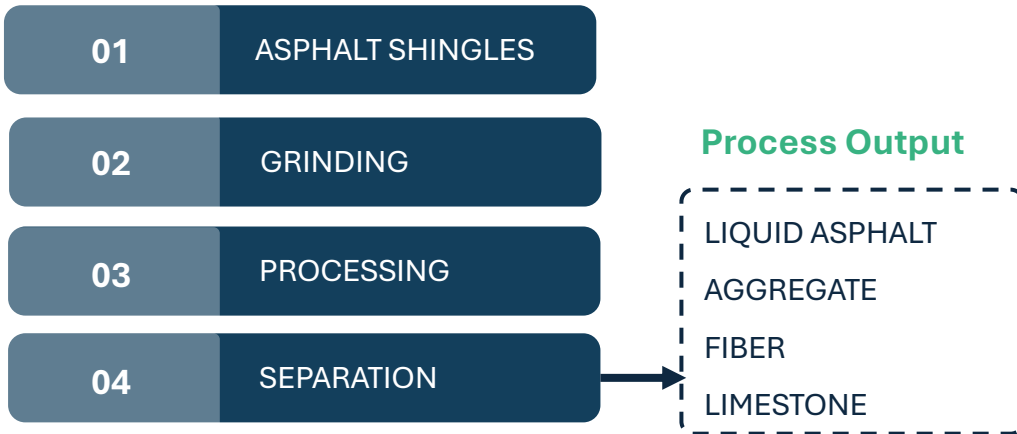 01 ASPHALT SHINGLES
02 GRINDING
03 PROCESSING
04 SEPARATION
Process Output
LIQUID ASPHALT
AGGREGATE
FIBER
LIMESTONE